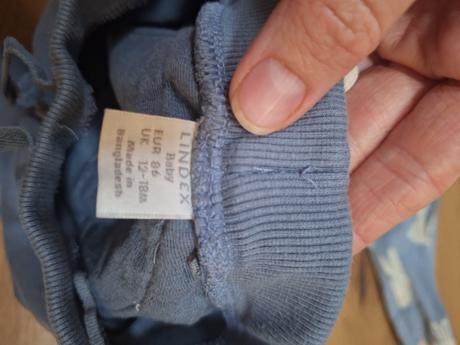 LINDEX
Baby
EUR 86
UK 12-18M
Made in
Bangladesh